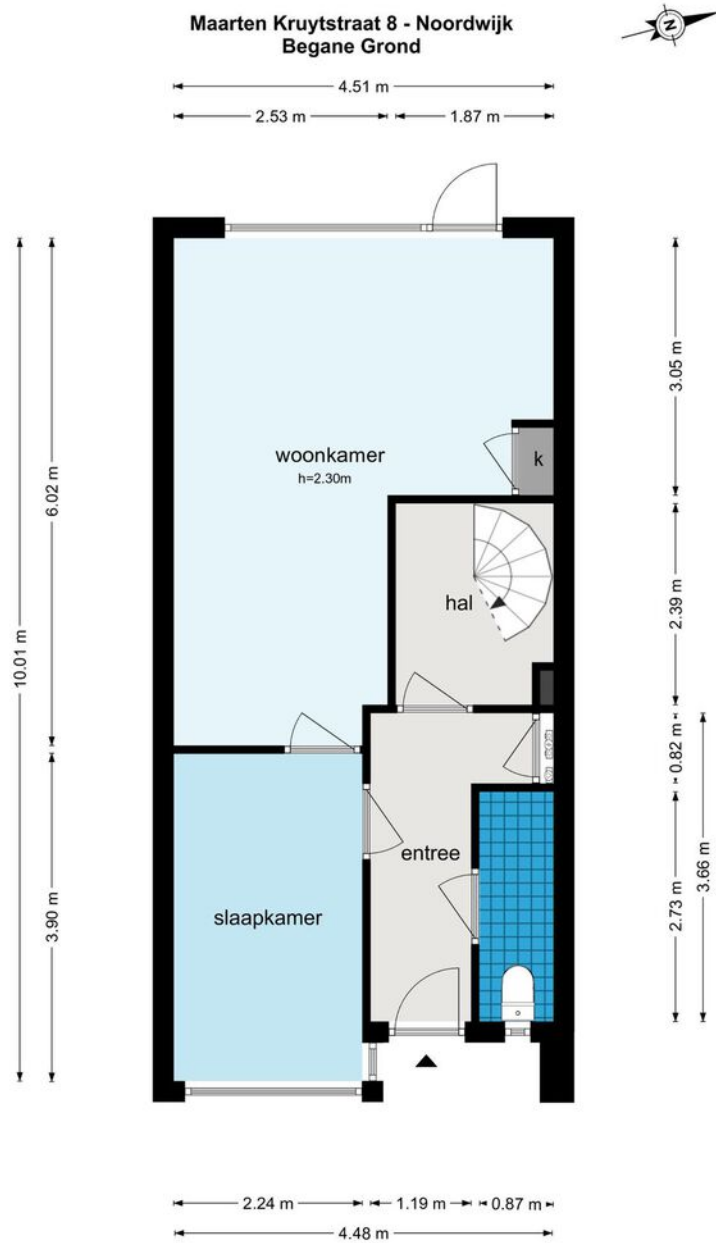 Maarten Kruytstraat 8 - Noordwijk
Begane Grond
N
4.51 m
2.53 m
1.87 m
10.01 m
6.02 m
3.90 m
3.05 m
2.39 m
0.82 m
2.73 m
3.66 m
woonkamer
h=2.30m
k
hal
entree
slaapkamer
2.24 m
1.19 m
0.87 m
4.48 m